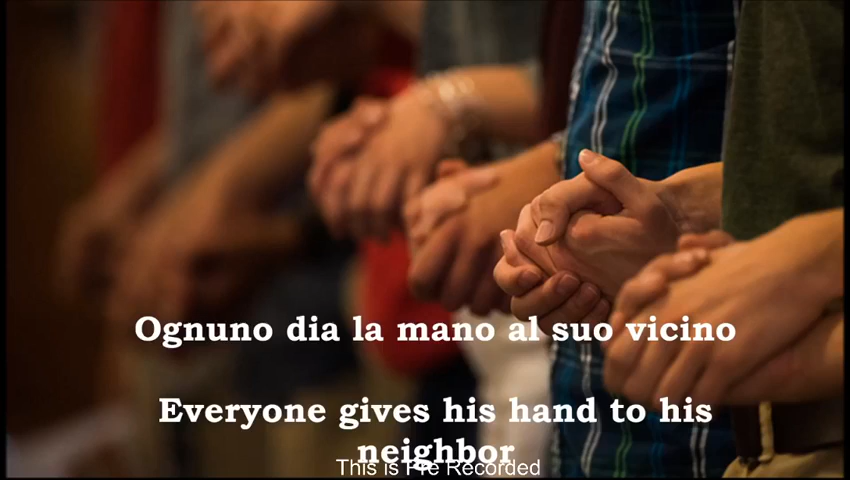 Ognuno dia la mano al suo vicino
Everyone gives his hand to his
neighbor
This is Pre Recorded